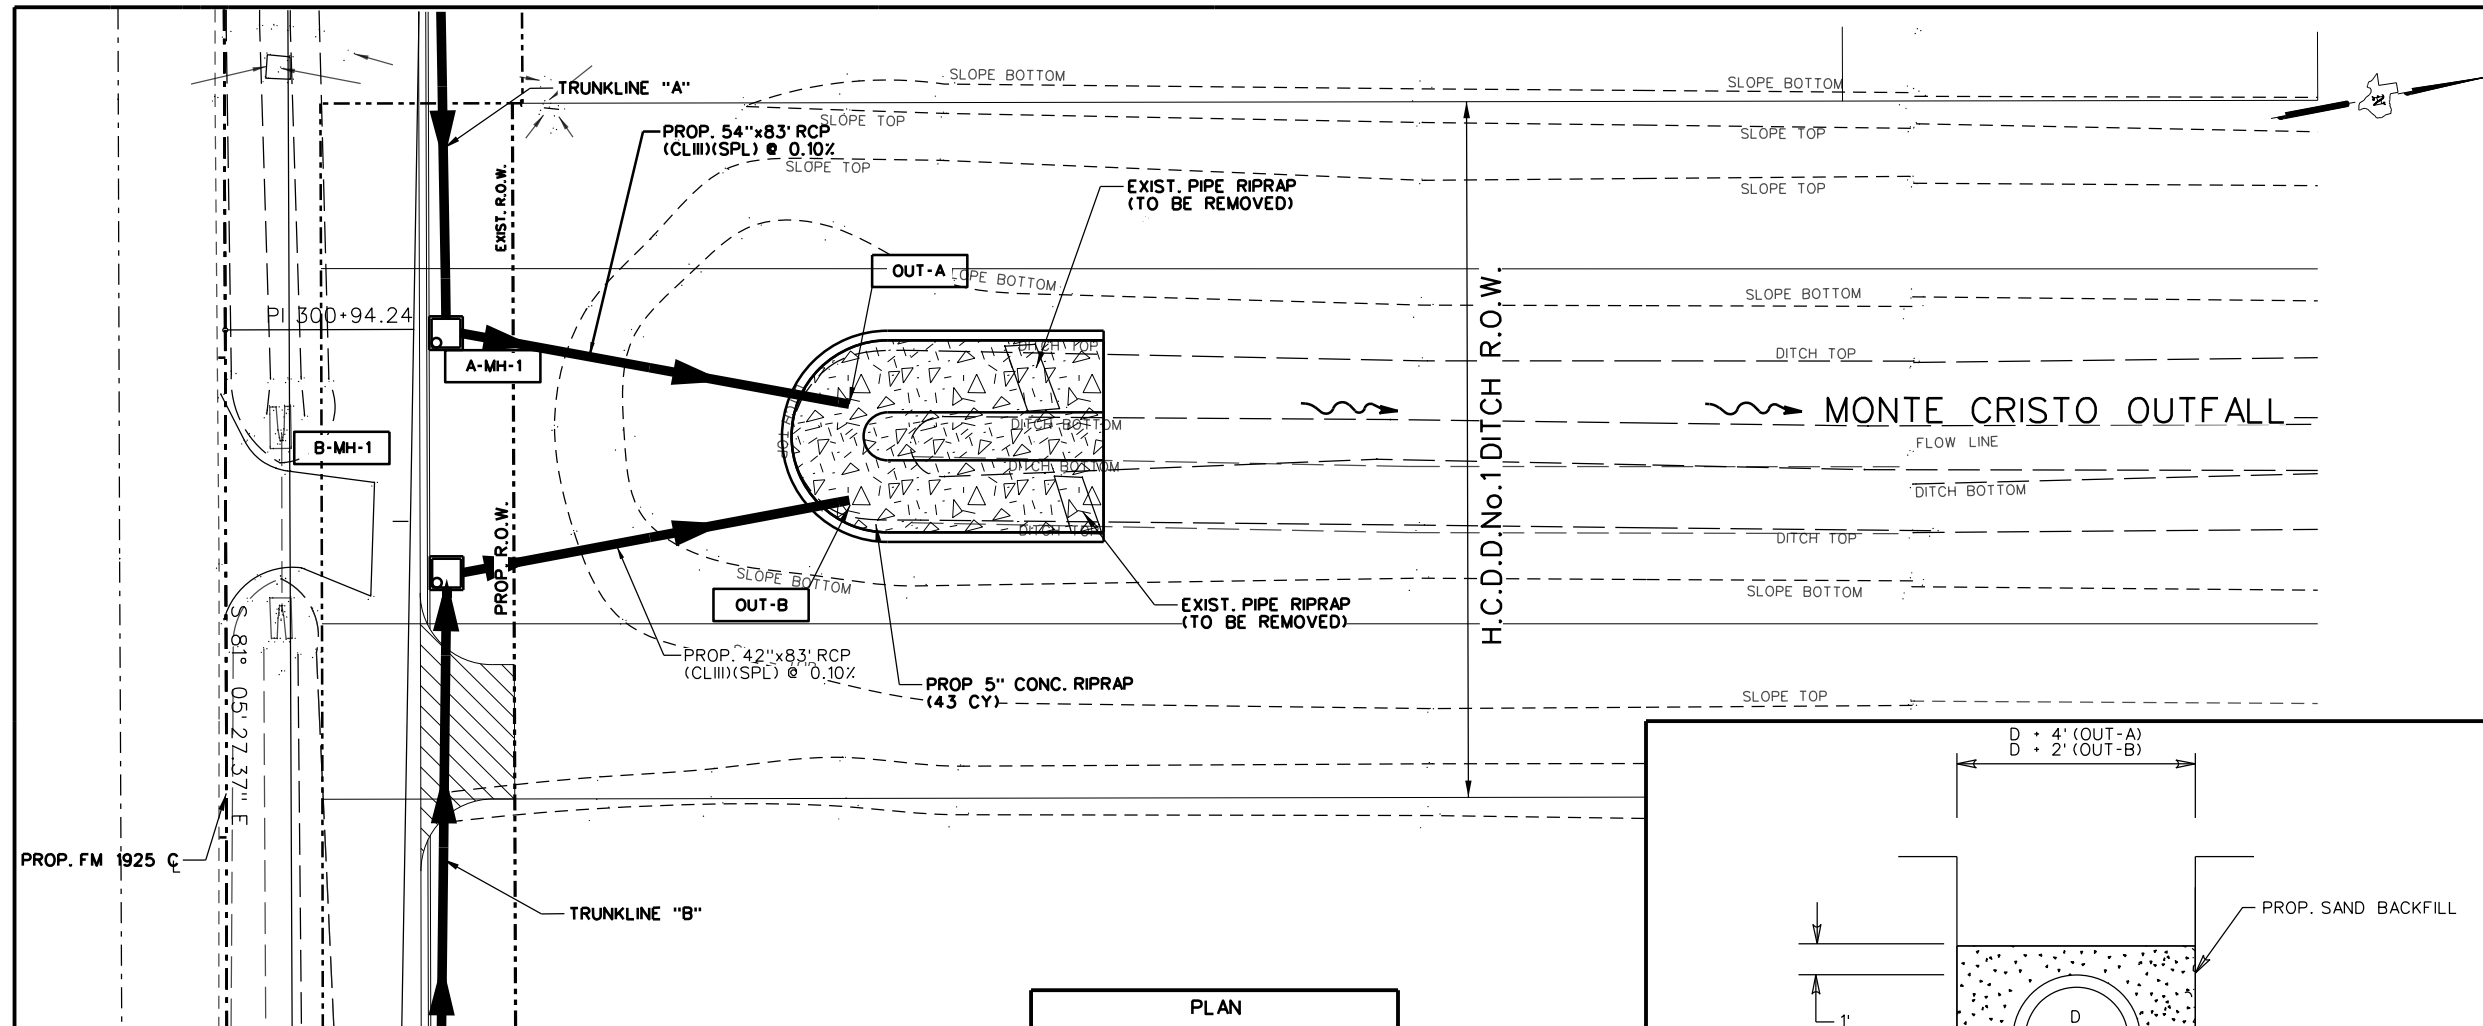 SLOPE BOTTOM
SLOPE BOTTOM
TRUNKLINE "A"
SLOPE TOP
SLOPE TOP
PROP. 54"x83' RCP
(CLIII)(SPL) @ 0.10%
SLOPE TOP
EXIST. R.O.W.
EXIST. PIPE RIPRAP
(TO BE REMOVED)
SLOPE TOP
OUT-A
SLOPE BOTTOM
SLOPE BOTTOM
PI 300+94.24
A-MH-1
DITCH TOP
DITCH TOP
H.C.D.D.No.1 DITCH R.O.W.
MONTE CRISTO OUTFALL
DITCH BOTTOM
B-MH-1
FLOW LINE
DITCH BOTTOM
DITCH BOTTOM
DITCH TOP
DITCH TOP
PROP. R.O.W.
SLOPE BOTTOM
SLOPE BOTTOM
OUT-B
EXIST. PIPE RIPRAP
(TO BE REMOVED)
S 81° 05' 27.37" E
PROP. 42"x83' RCP
(CLIII)(SPL) @ 0.10%
PROP 5" CONC. RIPRAP
(43 CY)
SLOPE TOP
D + 4' (OUT-A)
D + 2' (OUT-B)
PROP. FM 1925 ℄
TRUNKLINE "B"
PROP. SAND BACKFILL
PLAN
1'
D